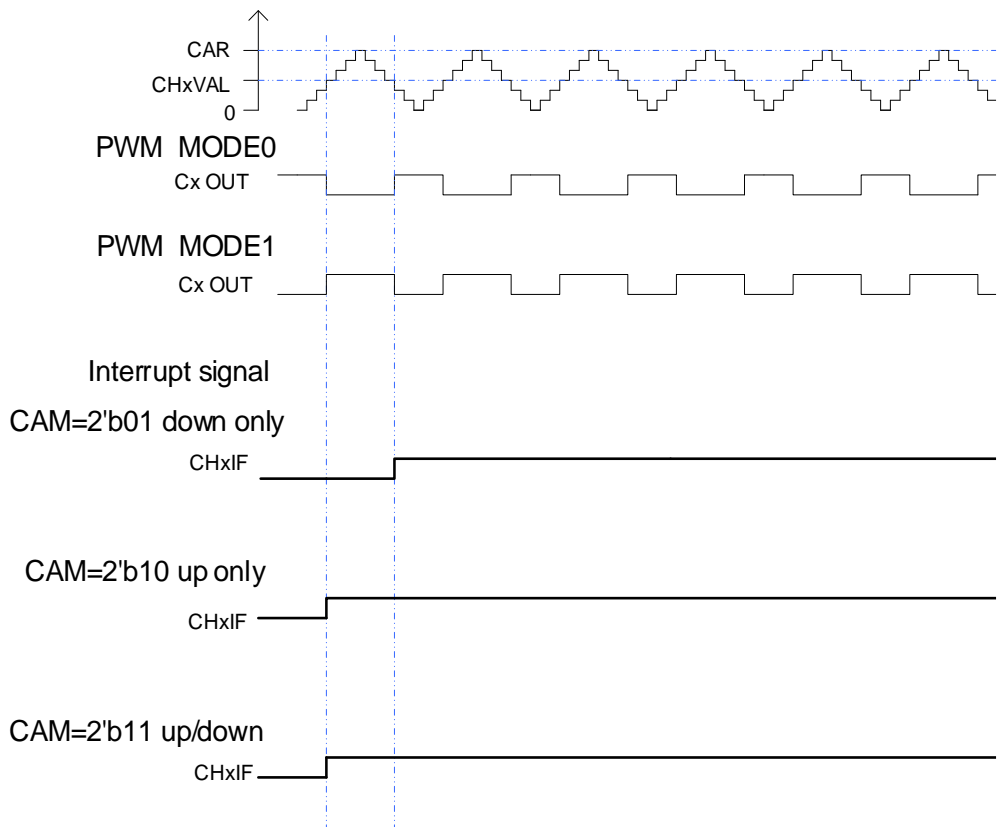 CAR
CHxVAL
0
PWM MODE0
Cx OUT
PWM MODE1
Cx OUT
Interrupt signal
CAM=2'b01 down only
CHxIF
CAM=2'b10 up only
CHxIF
CAM=2'b11 up/down
CHxIF